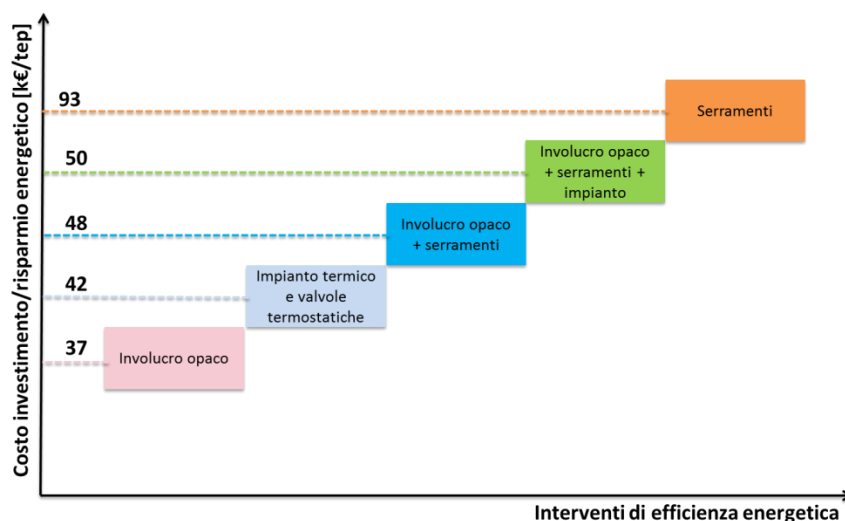 Costo investimento/risparmio energetico [k€/tep]
93
Serramenti
50
Involucro opaco
+ serramenti +
impianto
48
Involucro opaco
+ serramenti
42
Impianto termico
e valvole
termostatiche
37
Involucro opaco
Interventi di efficienza energetica